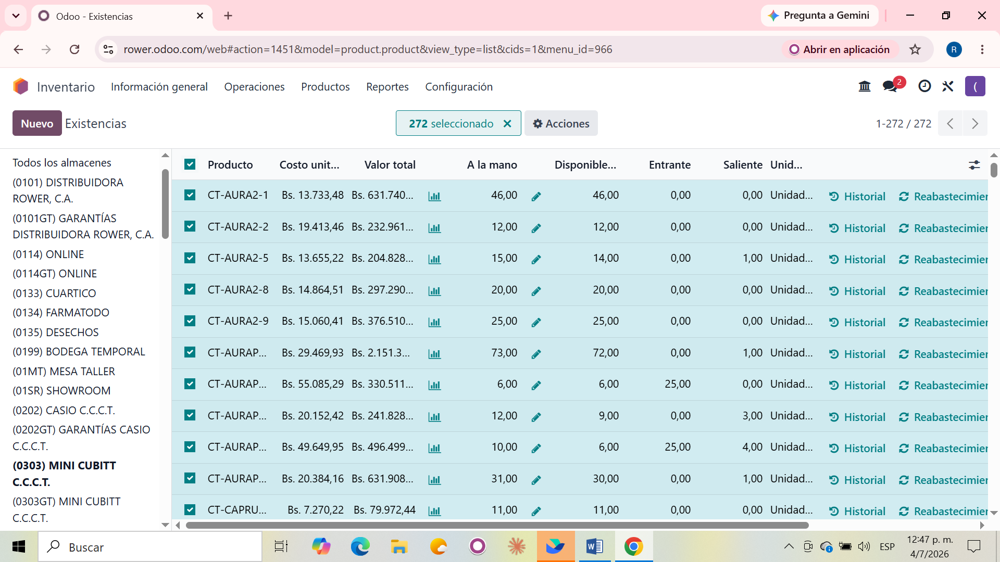 Odoo - Existencias
Pregunta a Gemini
rower.odoo.com/web#action=1451&model=product.product&view_type=list&cids=1&menu_id=966
Abrir en aplicación
R
Inventario
Información general
Operaciones
Productos
Reportes
Configuración
2
(
Nuevo
Existencias
272 seleccionado
Acciones
1-272 / 272
Todos los almacenes
(0101) DISTRIBUIDORA
ROWER, C.A.
(0101GT) GARANTÍAS
DISTRIBUIDORA ROWER, C.A.
(0114) ONLINE
(0114GT) ONLINE
(0133) CUARTICO
(0134) FARMATODO
(0135) DESECHOS
(0199) BODEGA TEMPORAL
(01MT) MESA TALLER
(01SR) SHOWROOM
(0202) CASIO C.C.C.T.
(0202GT) GARANTÍAS CASIO
C.C.C.T.
(0303) MINI CUBITT
C.C.C.T.
(0303GT) MINI CUBITT
C.C.C.T.
Producto Costo unit... Valor total A la mano Disponible... Entrante Saliente Unid...
CT-AURA2-1 Bs. 13.733,48 Bs. 631.740... 46,00 46,00 0,00 0,00 Unidad... Historial Reabastecimier
CT-AURA2-2 Bs. 19.413,46 Bs. 232.961... 12,00 12,00 0,00 0,00 Unidad... Historial Reabastecimier
CT-AURA2-5 Bs. 13.655,22 Bs. 204.828... 15,00 14,00 0,00 1,00 Unidad... Historial Reabastecimier
CT-AURA2-8 Bs. 14.864,51 Bs. 297.290... 20,00 20,00 0,00 0,00 Unidad... Historial Reabastecimier
CT-AURA2-9 Bs. 15.060,41 Bs. 376.510... 25,00 25,00 0,00 0,00 Unidad... Historial Reabastecimier
CT-AURAP... Bs. 29.469,93 Bs. 2.151.3... 73,00 72,00 0,00 1,00 Unidad... Historial Reabastecimier
CT-AURAP... Bs. 55.085,29 Bs. 330.511... 6,00 6,00 25,00 0,00 Unidad... Historial Reabastecimier
CT-AURAP... Bs. 20.152,42 Bs. 241.828... 12,00 9,00 0,00 3,00 Unidad... Historial Reabastecimier
CT-AURAP... Bs. 49.649,95 Bs. 496.499... 10,00 6,00 25,00 4,00 Unidad... Historial Reabastecimier
CT-AURAP... Bs. 20.384,16 Bs. 631.908... 31,00 30,00 0,00 1,00 Unidad... Historial Reabastecimier
CT-CAPRU... Bs. 7.270,22 Bs. 79.972,44 11,00 11,00 0,00 0,00 Unidad... Historial Reabastecimier
Buscar
ESP
12:47 p. m.
4/7/2026